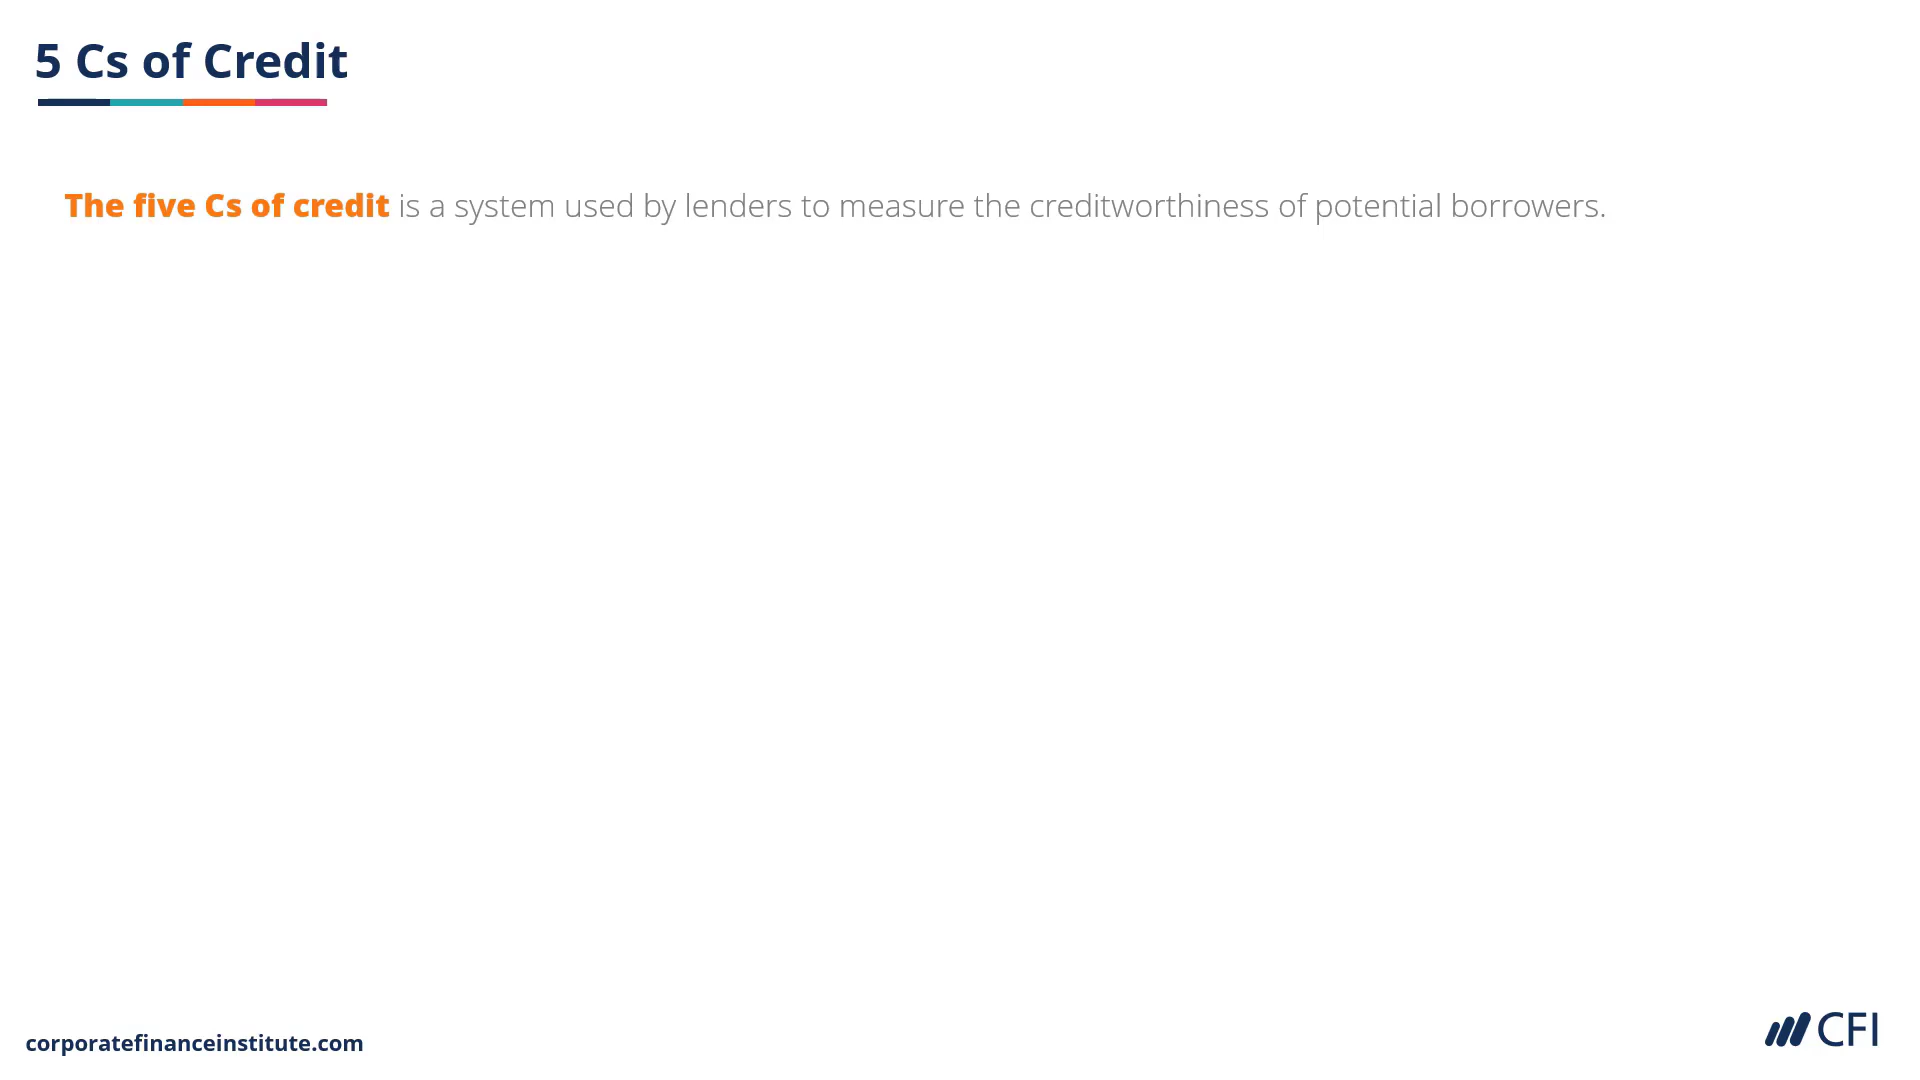 5 Cs of Credit
The five Cs of credit is a system used by lenders to measure the creditworthiness of potential borrowers.
corporatefinanceinstitute.com
CFI